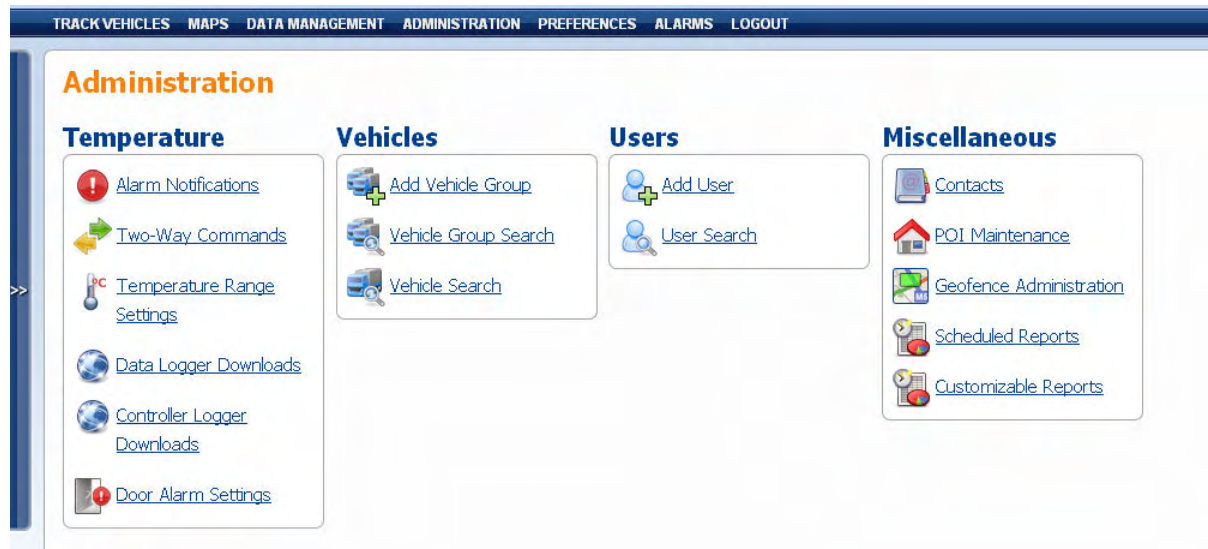 TRACK VEHICLES MAPS DATA MANAGEMENT ADMINISTRATION PREFERENCES ALARMS LOGOUT
>>
Administration
Temperature
Alarm Notifications
Two-Way Commands
°C
Temperature Range
Settings
Data Logger Downloads
Controller Logger
Downloads
Door Alarm Settings
Vehicles
Add Vehicle Group
Vehicle Group Search
Vehicle Search
Users
Add User
User Search
Miscellaneous
@
Contacts
POI Maintenance
Geofence Administration
Scheduled Reports
Customizable Reports